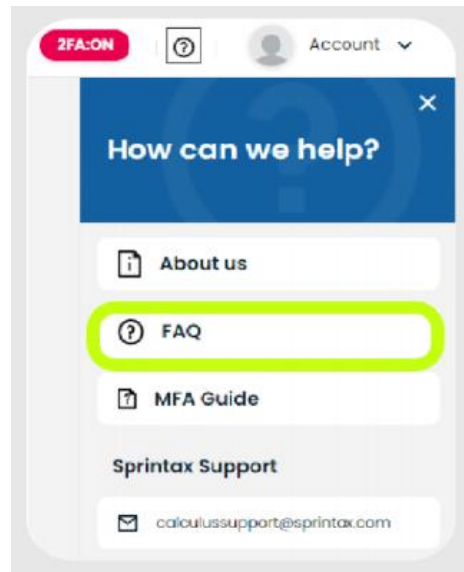 2FA:ON
Account
How can we help?
About us
FAQ
MFA Guide
Sprintax Support
calculussupport@sprintax.com